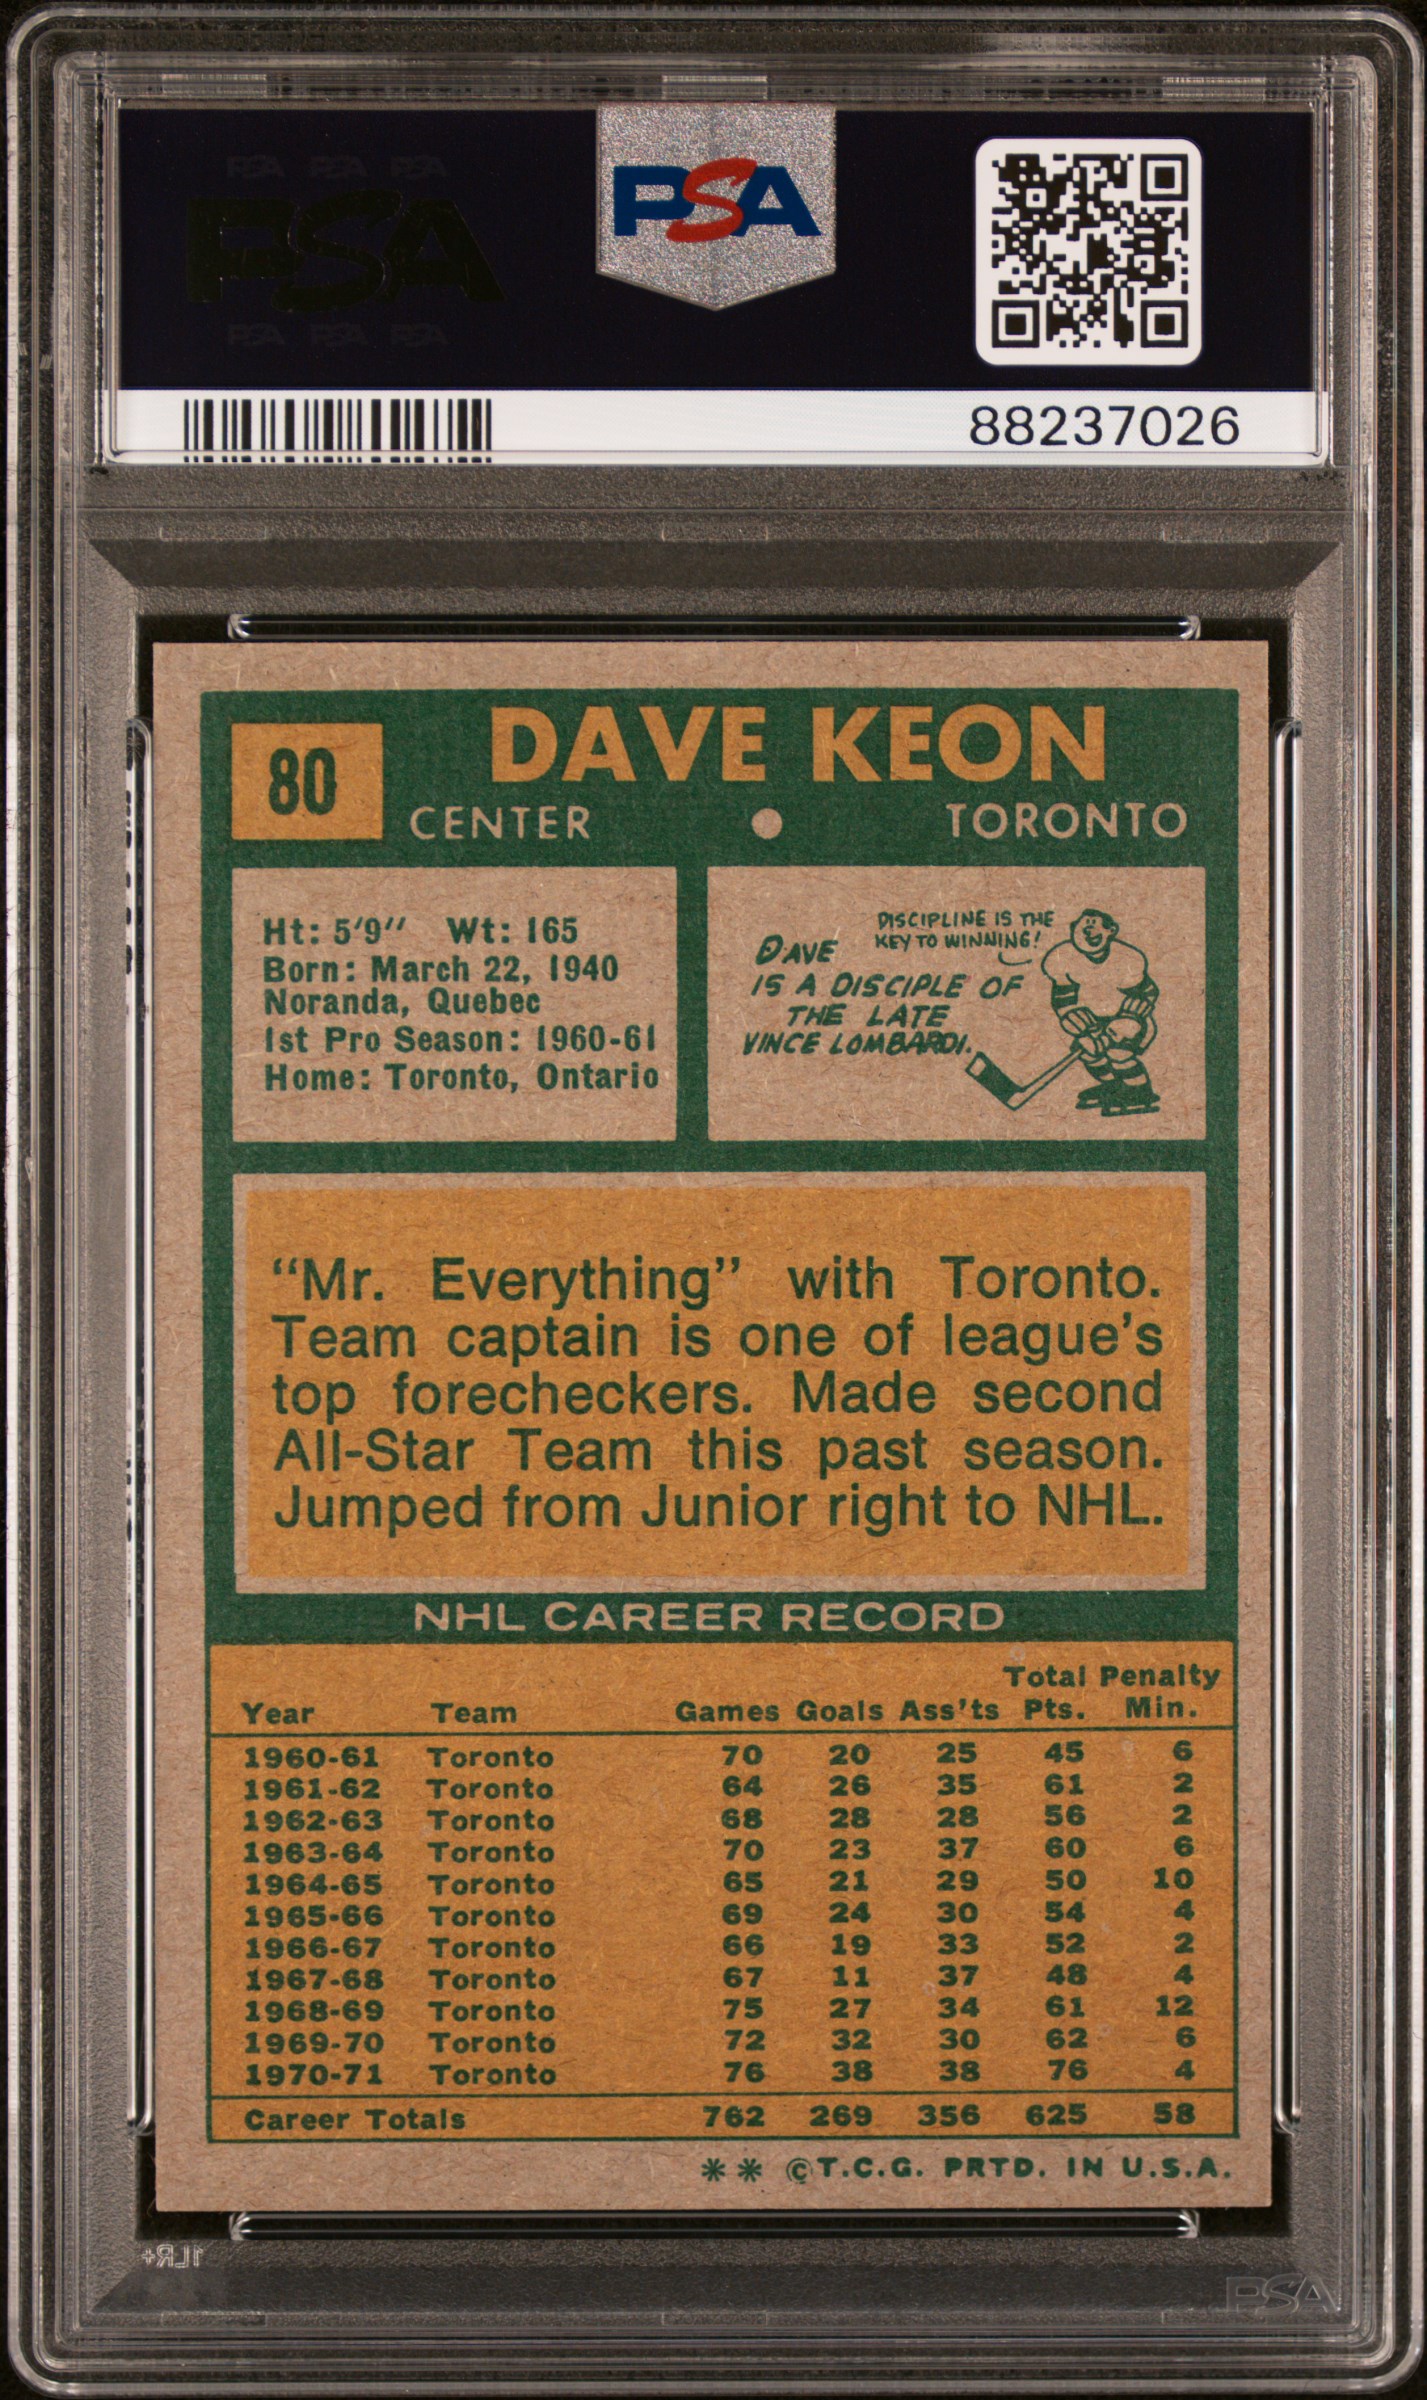 PSA PSA PSA
PSA
PSA
PSA PSA PSA
88237026
80
DAVE KEON
CENTER • TORONTO
Ht: 5'9" Wt: 165
Born: March 22, 1940
Noranda, Quebec
1st Pro Season: 1960-61
Home: Toronto, Ontario
DISCIPLINE IS THE
KEY TO WINNING!
DAVE
IS A DISCIPLE OF
THE LATE
VINCE LOMBARDI.
"Mr. Everything" with Toronto.
Team captain is one of league's
top forecheckers. Made second
All-Star Team this past season.
Jumped from Junior right to NHL.
NHL CAREER RECORD
Year Team Games Goals Ass'ts Total Pts. Penalty Min.
1960-61 Toronto 70 20 25 45 6
1961-62 Toronto 64 26 35 61 2
1962-63 Toronto 68 28 28 56 2
1963-64 Toronto 70 23 37 60 6
1964-65 Toronto 65 21 29 50 10
1965-66 Toronto 69 24 30 54 4
1966-67 Toronto 66 19 33 52 2
1967-68 Toronto 67 11 37 48 4
1968-69 Toronto 75 27 34 61 12
1969-70 Toronto 72 32 30 62 6
1970-71 Toronto 76 38 38 76 4
Career Totals 762 269 356 625 58
** ©T.C.G. PRTD. IN U.S.A.
1LR+
PSA